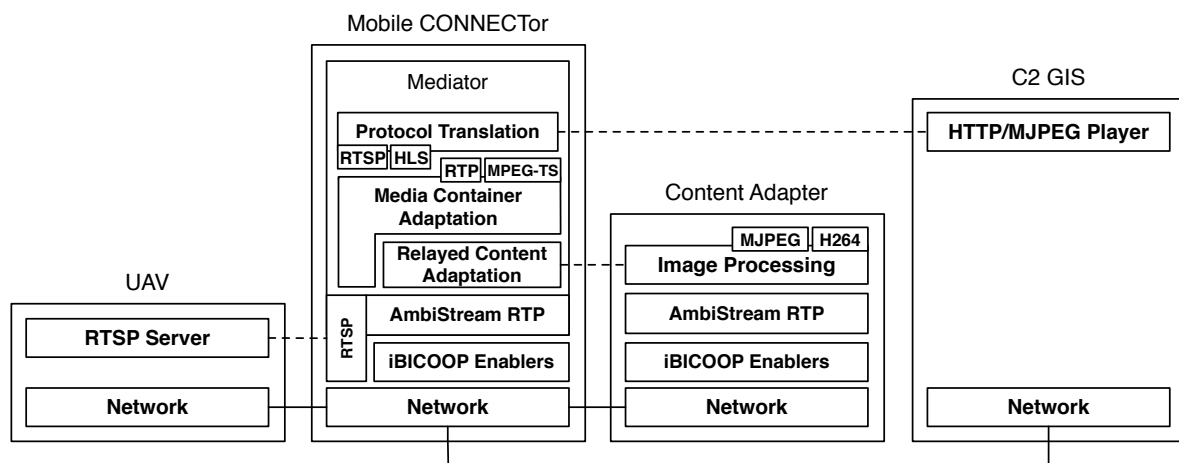 Mobile CONNECTor
Mediator
Protocol Translation
RTSP HLS
RTP MPEG-TS
Media Container
Adaptation
Relayed Content
Adaptation
RTSP
AmbiStream RTP
iBICOOP Enablers
Network
UAV
RTSP Server
Network
Content Adapter
MJPEG H264
Image Processing
AmbiStream RTP
iBICOOP Enablers
Network
C2 GIS
HTTP/MJPEG Player
Network